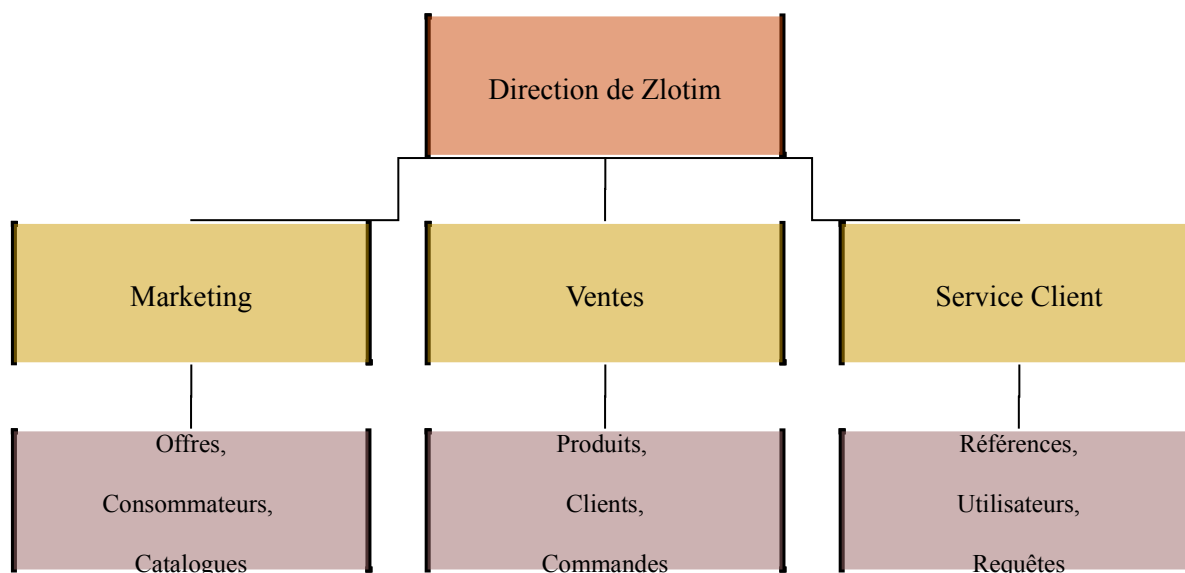 Direction de Zlotim
Marketing
Ventes
Service Client
Offres,
Consommateurs,
Catalogues
Produits,
Clients,
Commandes
Références,
Utilisateurs,
Requêtes